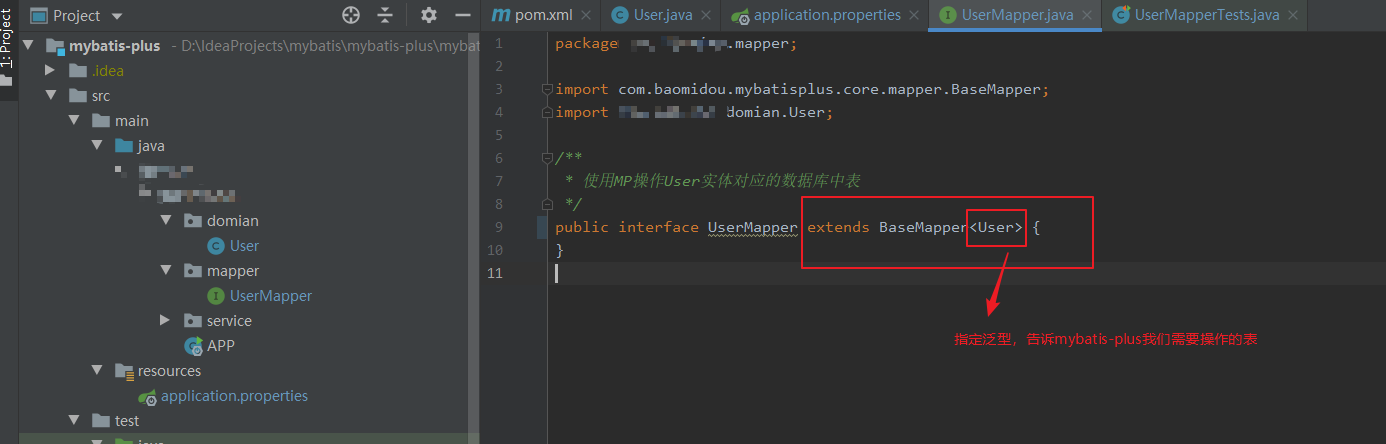 Project
pom.xml
User.java
application.properties
UserMapper.java
UserMapperTests.java
1: Project
mybatis-plus - D:\IdeaProjects\mybatis\mybatis-plus\mybat
.idea
src
main
java
domian
User
mapper
UserMapper
service
APP
resources
application.properties
test
1 package .mapper;
2
3 import com.baomidou.mybatisplus.core.mapper.BaseMapper;
4 import domian.User;
5
6 /**
7 * 使用MP操作User实体对应的数据库中表
8 */
9 public interface UserMapper extends BaseMapper<User> {
10 }
11
指定泛型，告诉mybatis-plus我们需要操作的表